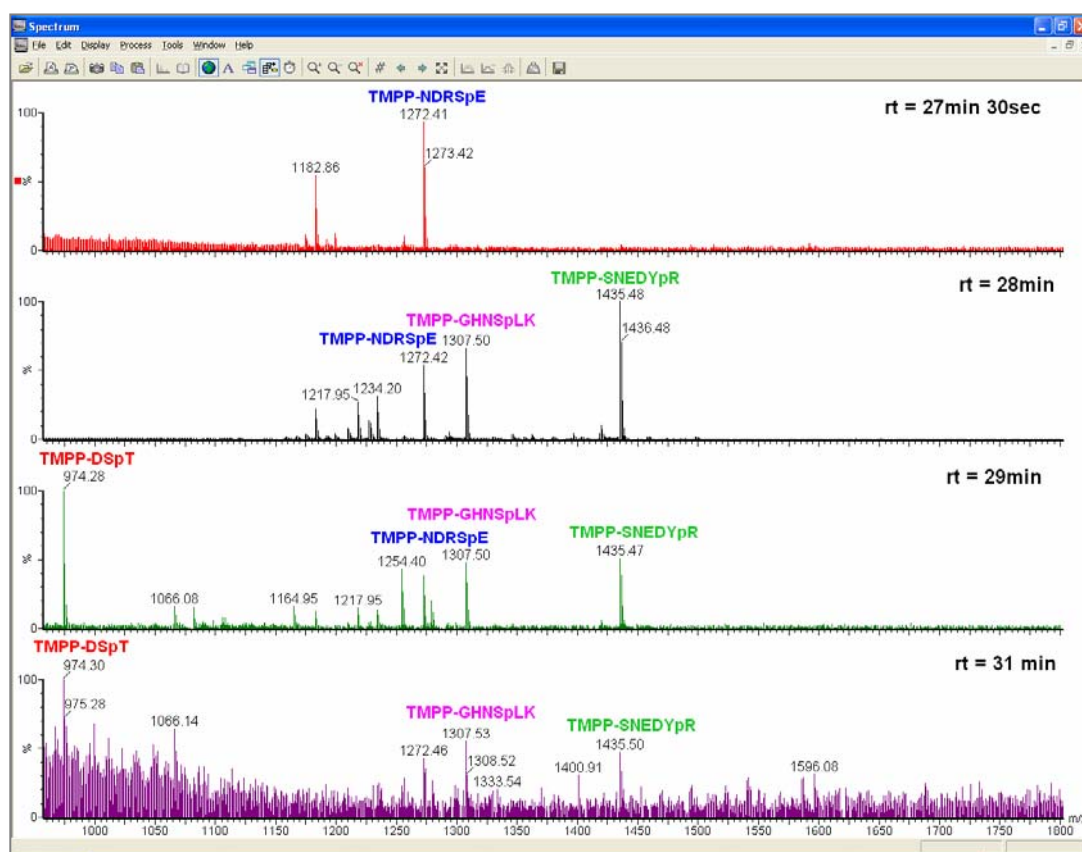 Spectrum
File Edit Display Process Tools Window Help
TMPP-NDRSpE
rt = 27min 30sec
100
1272.41
1273.42
1182.86
%
0
TMPP-SNEDYpR
rt = 28min
100
1435.48
TMPP-GHNSpLK
TMPP-NDRSpE
1307.50
1436.48
1272.42
1217.95
1234.20
%
0
TMPP-DSpT
rt = 29min
974.28
100
TMPP-GHNSpLK
TMPP-NDRSpE
TMPP-SNEDYpR
1307.50
1435.47
1254.40
%
1066.08
1164.95
1217.95
0
TMPP-DSpT
rt = 31 min
974.30
100
975.28
TMPP-GHNSpLK
TMPP-SNEDYpR
1066.14
1307.53
1435.50
1272.46
1308.52
1333.54
1400.91
1596.08
%
0
m/z
1000 1050 1100 1150 1200 1250 1300 1350 1400 1450 1500 1550 1600 1650 1700 1750 1800